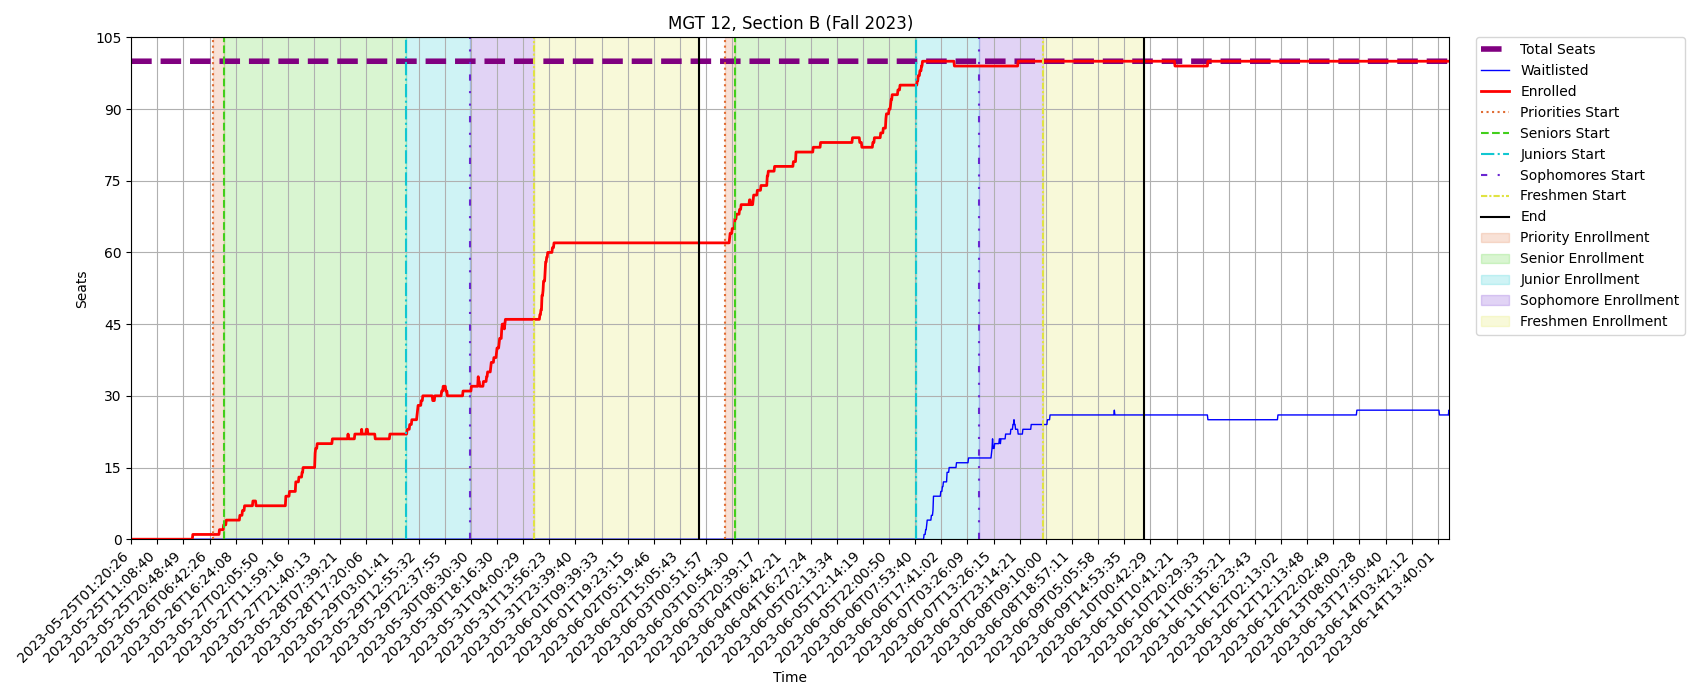 MGT 12, Section B (Fall 2023)
105
90
75
60
45
30
15
0
Seats
2023-05-25T01:20:26
2023-05-25T11:08:40
2023-05-25T20:48:49
2023-05-26T06:42:26
2023-05-26T16:24:08
2023-05-27T02:05:50
2023-05-27T11:59:16
2023-05-27T21:40:13
2023-05-28T07:39:21
2023-05-28T17:20:06
2023-05-29T03:01:41
2023-05-29T12:55:32
2023-05-29T22:37:55
2023-05-30T08:30:30
2023-05-30T18:16:30
2023-05-31T04:00:29
2023-05-31T13:56:23
2023-05-31T23:39:40
2023-06-01T09:39:33
2023-06-01T19:23:15
2023-06-02T05:19:46
2023-06-02T15:05:43
2023-06-03T00:51:57
2023-06-03T10:54:30
2023-06-03T20:39:17
2023-06-04T06:42:21
2023-06-04T16:27:24
2023-06-05T02:13:34
2023-06-05T12:14:19
2023-06-05T22:00:50
2023-06-06T07:53:40
2023-06-06T17:41:02
2023-06-07T03:26:09
2023-06-07T13:26:15
2023-06-07T23:14:21
2023-06-08T09:10:00
2023-06-08T18:57:11
2023-06-09T05:05:58
2023-06-09T14:53:35
2023-06-10T00:42:29
2023-06-10T10:41:21
2023-06-10T20:29:33
2023-06-11T06:35:21
2023-06-11T16:23:43
2023-06-12T02:13:02
2023-06-12T12:13:48
2023-06-12T22:02:49
2023-06-13T08:00:28
2023-06-13T17:50:40
2023-06-14T03:42:12
2023-06-14T13:40:01
Time
Total Seats
Waitlisted
Enrolled
Priorities Start
Seniors Start
Juniors Start
Sophomores Start
Freshmen Start
End
Priority Enrollment
Senior Enrollment
Junior Enrollment
Sophomore Enrollment
Freshmen Enrollment